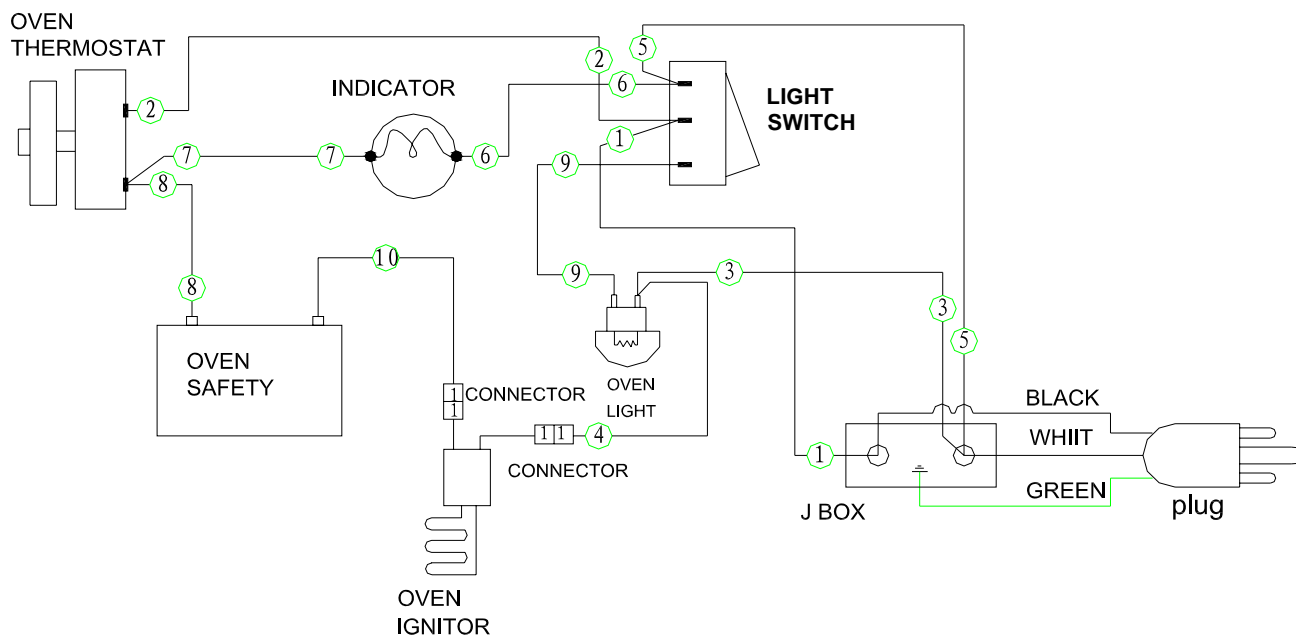 OVEN
THERMOSTAT
2
7
8
8
7
INDICATOR
6
6
2
5
1
9
LIGHT
SWITCH
10
9
3
3
5
OVEN
SAFETY
1
1
CONNECTOR
OVEN
LIGHT
1 1
4
CONNECTOR
OVEN
IGNITOR
1
J BOX
BLACK
WHIIT
GREEN
plug